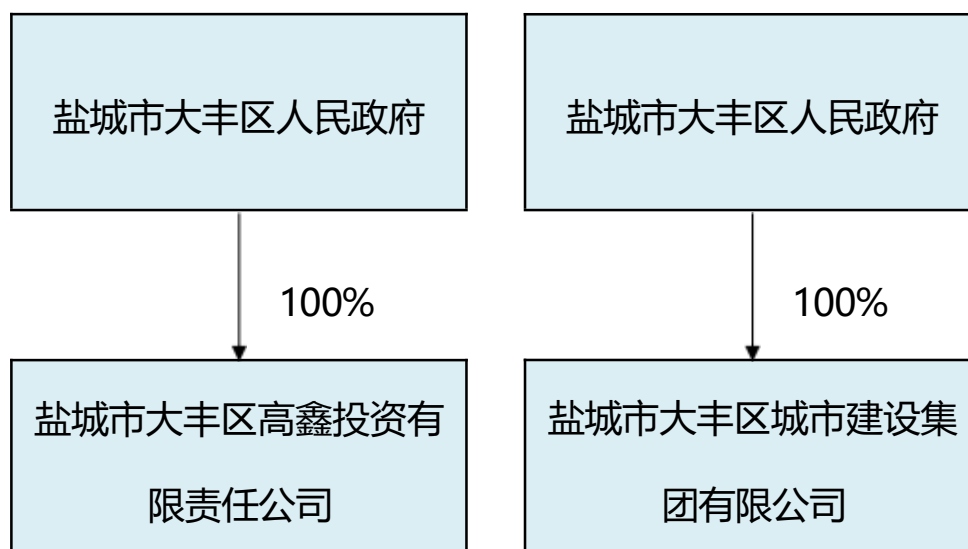 盐城市大丰区人民政府
盐城市大丰区人民政府
100%
100%
盐城市大丰区高鑫投资有
限责任公司
盐城市大丰区城市建设集
团有限公司